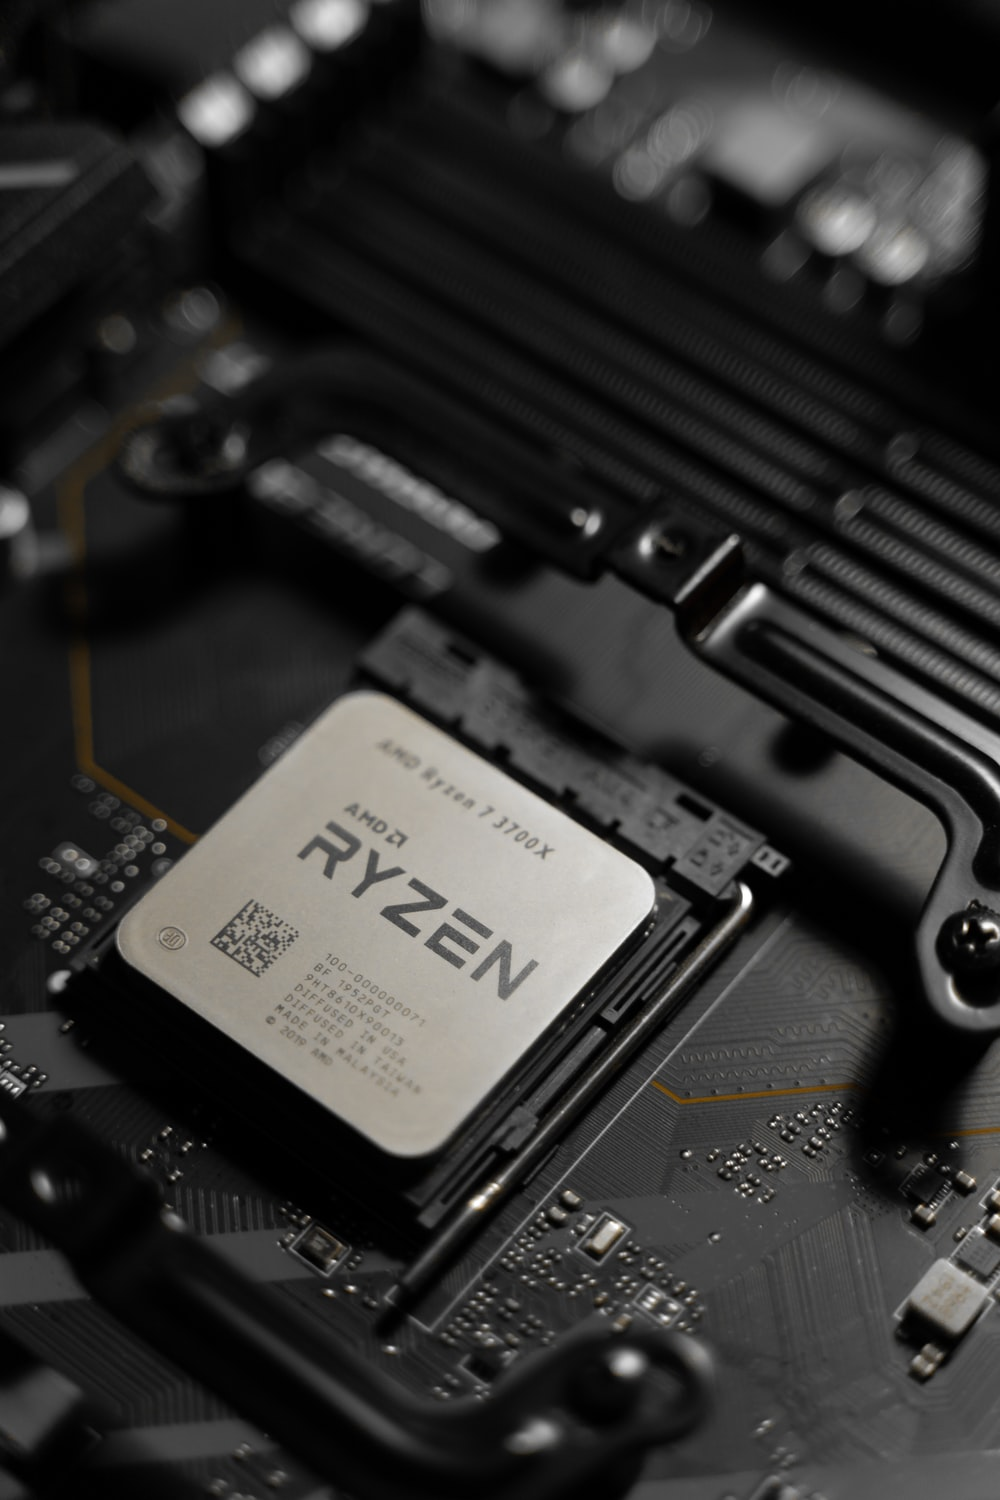 AMD Ryzen 7 3700X
AMD
RYZEN
100-000000071
BF 1952PGT
9HT8610X90013
DIFFUSED IN USA
DIFFUSED IN TAIWAN
MADE IN MALAYSIA
© 2019 AMD